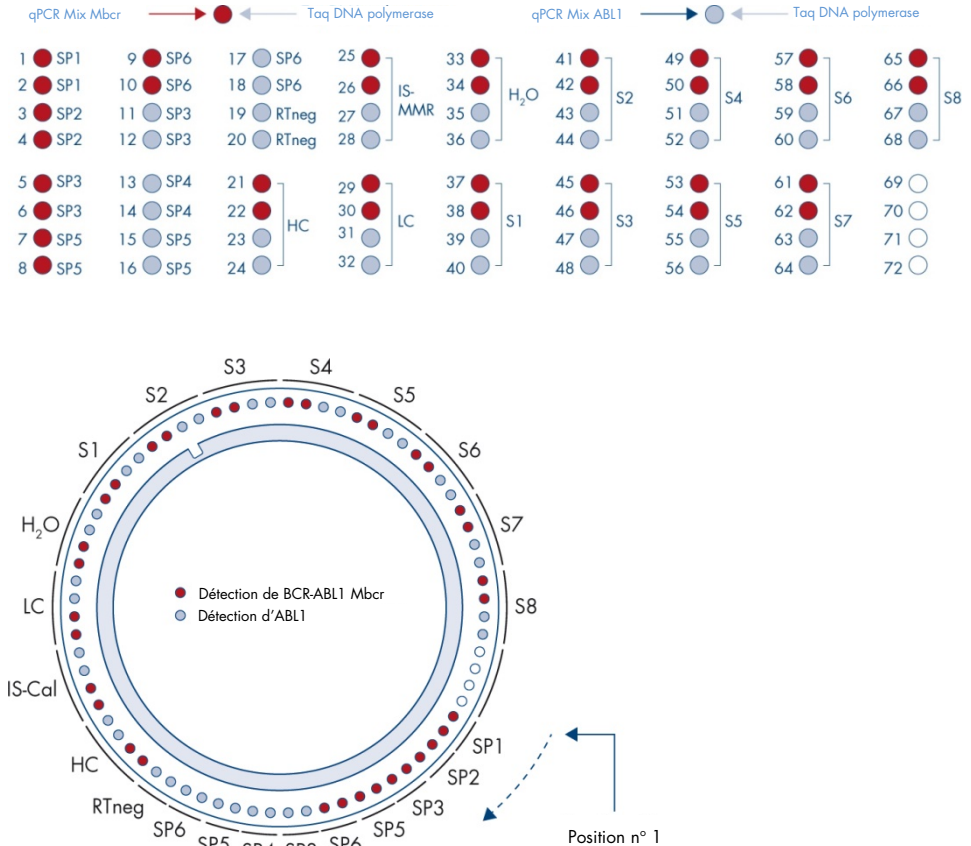 qPCR Mix Mbcr Taq DNA polymerase qPCR Mix ABL1 Taq DNA polymerase
1 SP1 9 SP6 17 SP6 25 33 41 49 57 65
2 SP1 10 SP6 18 SP6 26 34 42 50 58 66
3 SP2 11 SP3 19 RTneg 27 35 43 51 59 67
4 SP2 12 SP3 20 RTneg 28 36 44 52 60 68
IS-MMR H2O S2 S4 S6 S8
5 SP3 13 SP4 21 29 37 45 53 61 69
6 SP3 14 SP4 22 30 38 46 54 62 70
7 SP5 15 SP5 23 31 39 47 55 63 71
8 SP5 16 SP5 24 32 40 48 56 64 72
HC LC S1 S3 S5 S7
S3 S4
S2 S5
S1 S6
H2O S7
Détection de BCR-ABL1 Mbcr
LC S8
Détection d'ABL1
IS-Cal
SP1
HC SP2
RTneg SP3
SP6 SP5
SP5 SP6
Position n° 1